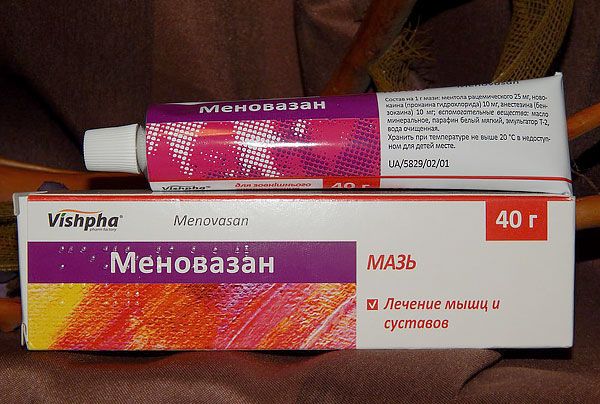 Меновазан
Состав на 1 г мази: ментола рацемического 25 мг, ново-
каина (прокаина гидрохлорида) 10 мг, анестезина (бен-
зокаина) 10 мг; вспомогательные вещества: масло
минеральное, парафин белый мягкий, эмульгатор Т-2,
вода очищенная.
Хранить при температуре не выше 20 °С в недоступ-
ном для детей месте.
UA/5829/02/01
Vishpha
для зовнішнього
40 г
Vishpha®
pharm factory
Menovasan
40 г
Меновазан
МАЗЬ
Лечение мышц и
суставов